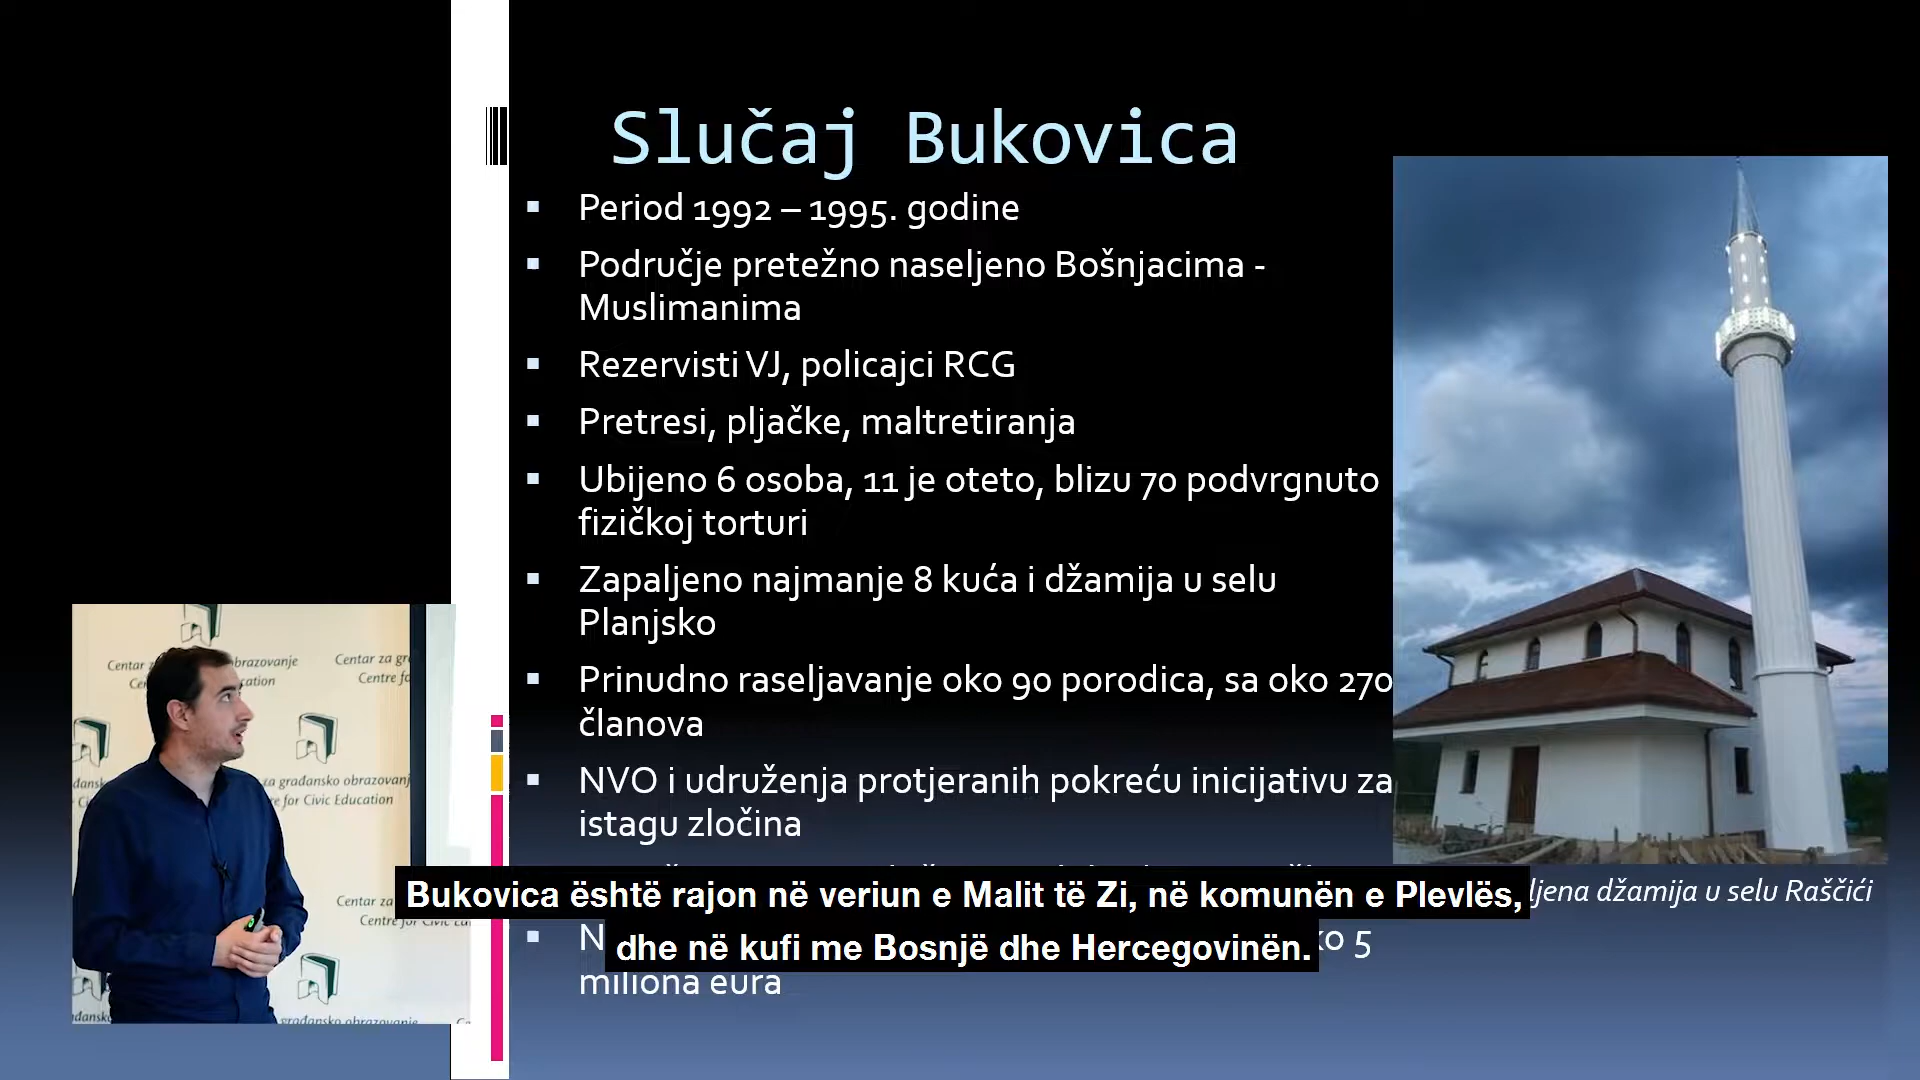 Slučaj Bukovica
Period 1992 – 1995. godine
Područje pretežno naseljeno Bošnjacima -
Muslimanima
Rezervisti VJ, policajci RCG
Pretresi, pljačke, maltretiranja
Ubijeno 6 osoba, 11 je oteto, blizu 70 podvrgnuto
fizičkoj torturi
Zapaljeno najmanje 8 kuća i džamija u selu
Planjsko
Prinudno raseljavanje oko 90 porodica, sa oko 270
članova
NVO i udruženja protjeranih pokreću inicijativu za
istagu zločina
džamija u selu Raščići
5
miliona eura
Bukovica është rajon në veriun e Malit të Zi, në komunën e Plevlës,
dhe në kufi me Bosnjë dhe Hercegovinën.
Centar za
Centre
građansko obrazovanje
for Civic Education
Centar za